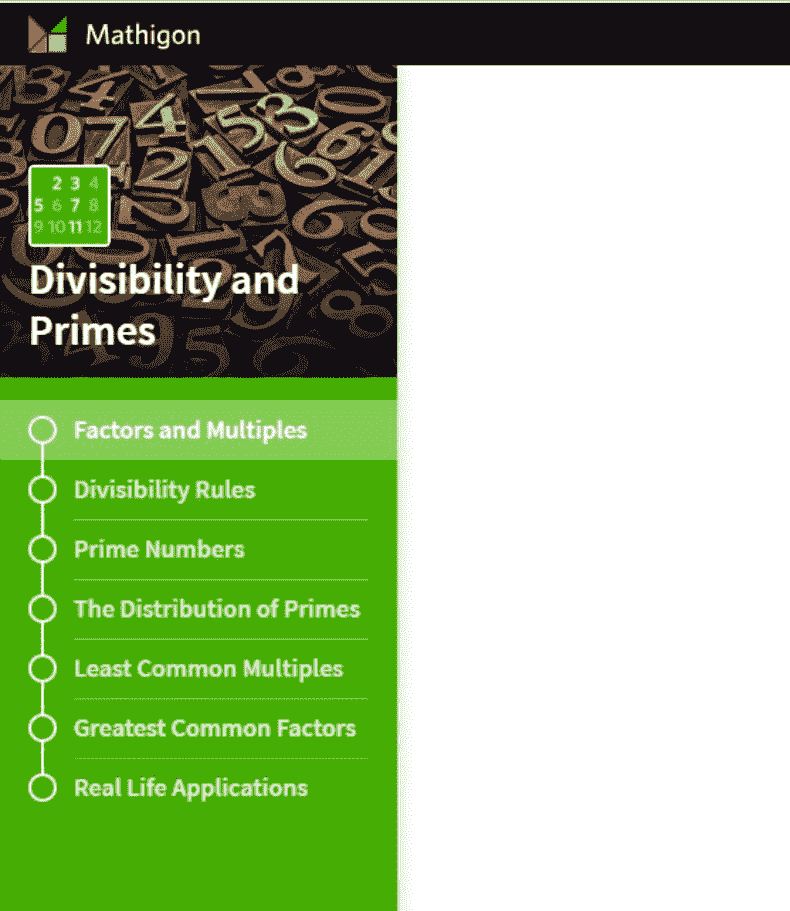 Mathigon
2 3 4
5 6 7 8
9 10 11 12
Divisibility and
Primes
Factors and Multiples
Divisibility Rules
Prime Numbers
The Distribution of Primes
Least Common Multiples
Greatest Common Factors
Real Life Applications